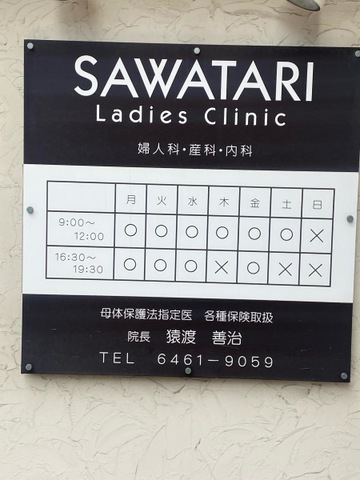 SAWATARI
Ladies Clinic
婦人科・産科・内科
月 火 水 木 金 土 日
9:00～
12:00 ○ ○ ○ ○ ○ ○ ×
16:30～
19:30 ○ ○ ○ × ○ × ×
母体保護法指定医 各種保険取扱
院長 猿渡 善治
TEL 6461-9059